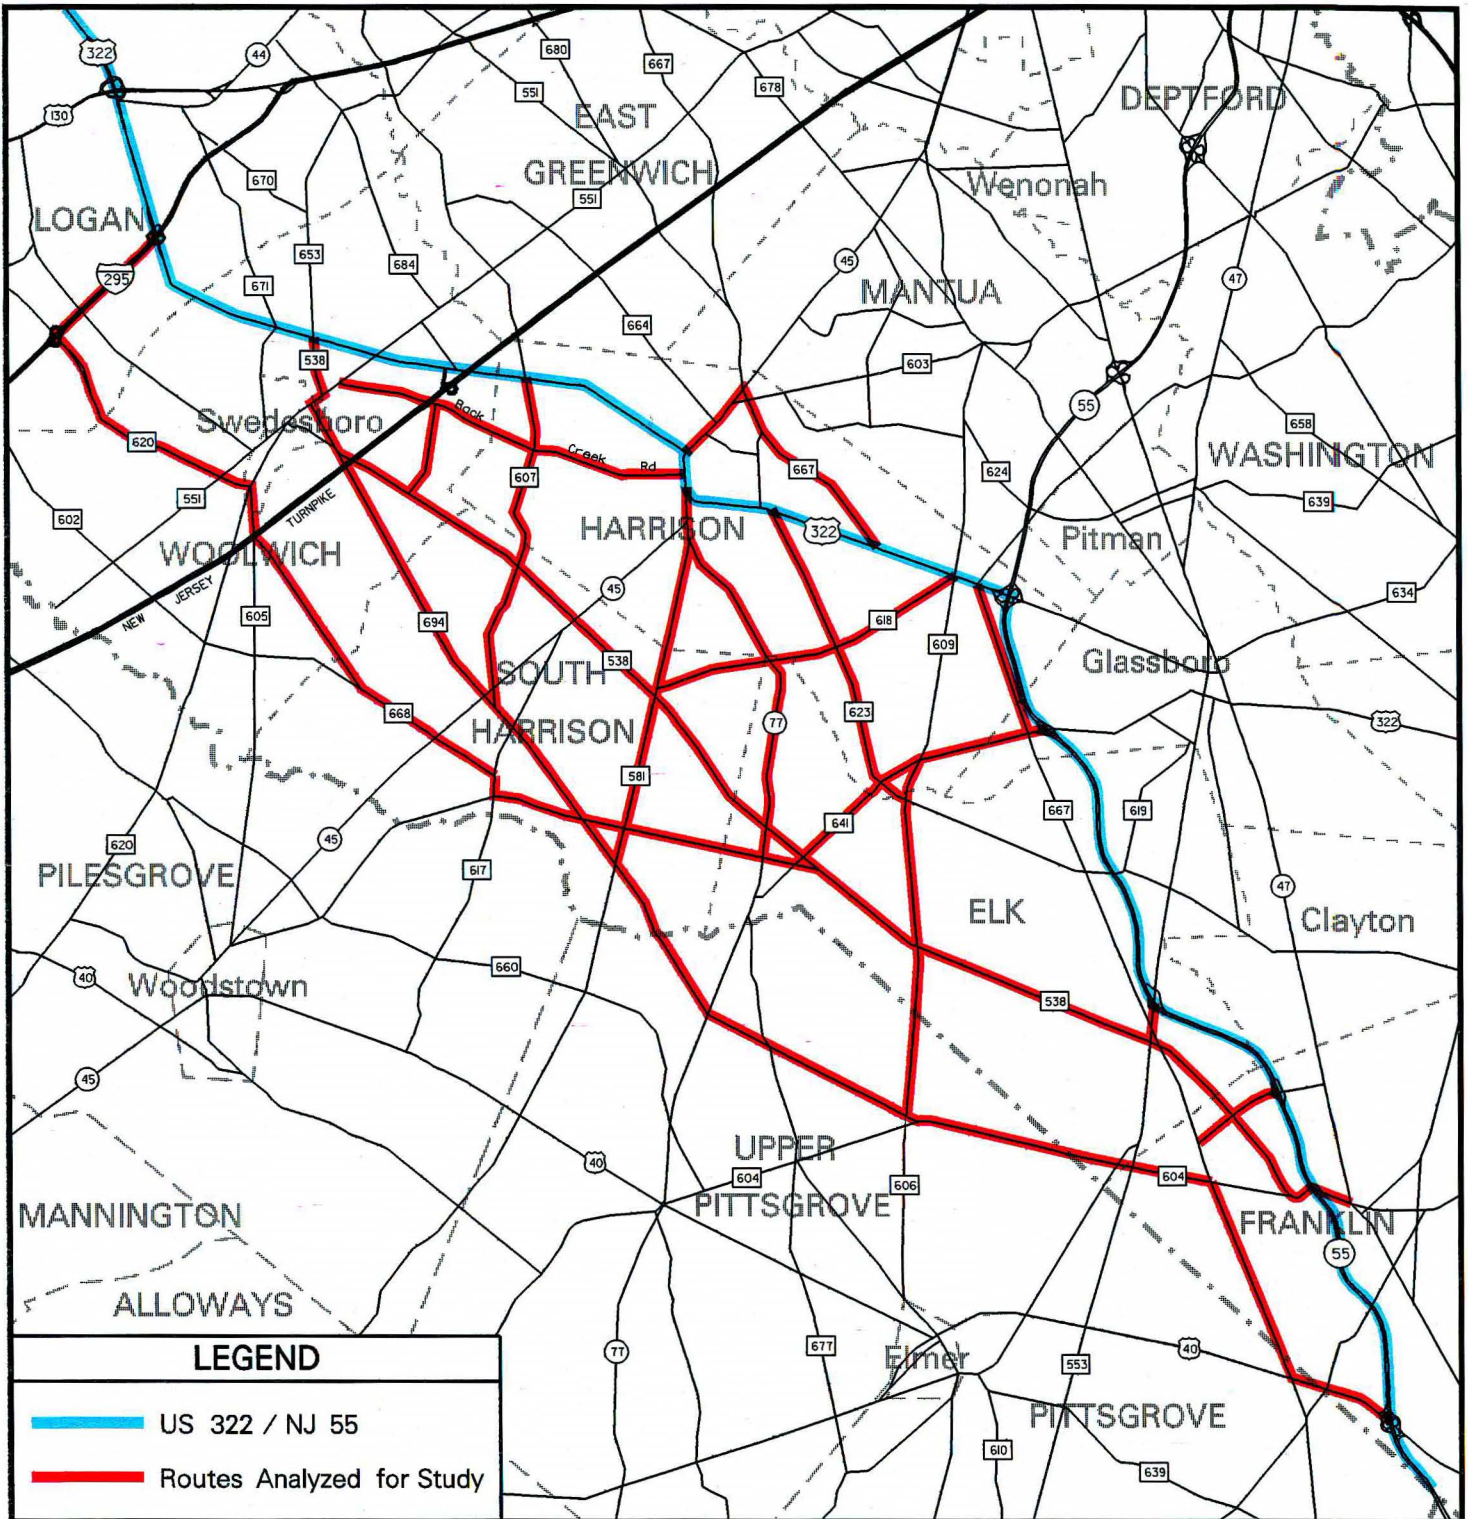 322
44
680
667
551
678
130
EAST
DEPTFORD
GREENWICH
670
551
Wenonah
LOGAN
653
684
45
295
671
47
MANTUA
664
538
603
55
Swedesboro
Back
Creek
Rd
658
620
607
667
624
WASHINGTON
551
TURNPIKE
639
602
HARRISON
322
Pitman
WOOLWICH
JERSEY
NEW
45
634
605
694
618
609
538
Glassboro
SOUTH
668
77
623
322
HARRISON
581
667
619
45
641
620
PILESGROVE
617
47
ELK
Clayton
660
40
Woodstown
538
45
UPPER
40
604
606
604
PITTSGROVE
MANNINGTON
FRANKLIN
55
ALLOWAYS
77
677
Elmer
553
40
PITTSGROVE
610
639
LEGEND
US 322 / NJ 55
Routes Analyzed for Study